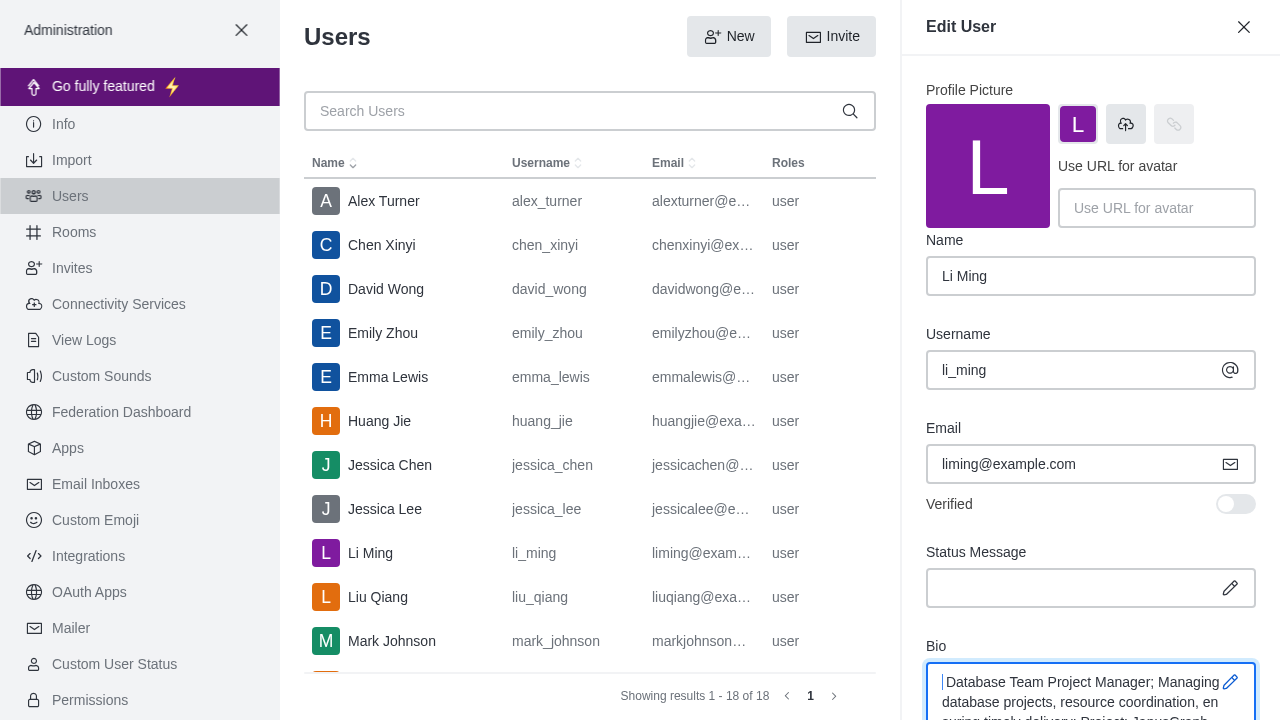 Administration
Go fully featured
Info
Import
Users
Rooms
Invites
Connectivity Services
View Logs
Custom Sounds
Federation Dashboard
Apps
Email Inboxes
Custom Emoji
Integrations
OAuth Apps
Mailer
Custom User Status
Permissions
Users
New
Invite
Search Users
Name Username Email Roles
A Alex Turner alex_turner alexturner@e… user
C Chen Xinyi chen_xinyi chenxinyi@ex… user
D David Wong david_wong davidwong@e… user
E Emily Zhou emily_zhou emilyzhou@e… user
E Emma Lewis emma_lewis emmalewis@… user
H Huang Jie huang_jie huangjie@exa… user
J Jessica Chen jessica_chen jessicachen@… user
J Jessica Lee jessica_lee jessicalee@e… user
L Li Ming li_ming liming@exam… user
L Liu Qiang liu_qiang liuqiang@exa… user
M Mark Johnson mark_johnson markjohnson… user
Showing results 1 - 18 of 18 1
Edit User
Profile Picture
L
L
Use URL for avatar
Use URL for avatar
Name
Li Ming
Username
li_ming
Email
liming@example.com
Verified
Status Message
Bio
Database Team Project Manager; Managing
database projects, resource coordination, en
suring timely delivery; Project: JanusGraph